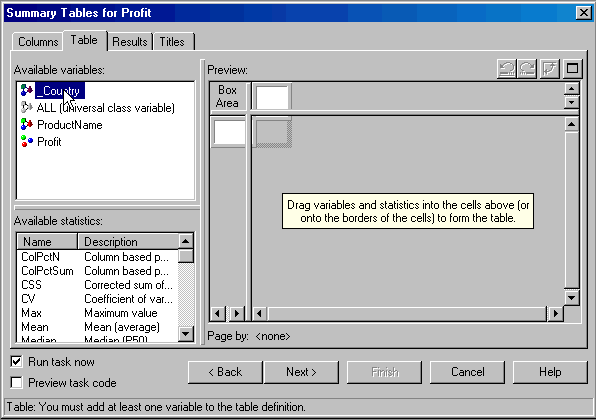 Summary Tables for Profit
Columns Table Results Titles
Available variables:
_Country
ALL (universal class variable)
ProductName
Profit
Preview:
Box
Area
Drag variables and statistics into the cells above (or
onto the borders of the cells) to form the table.
Available statistics:
Name Description
ColPctN Column based p...
ColPctSum Column based p...
CSS Corrected sum of...
CV Coefficient of var...
Max Maximum value
Mean Mean (average)
Median Median (P50)
Page by: <none>
Run task now
Preview task code
< Back Next > Finish Cancel Help
Table: You must add at least one variable to the table definition.